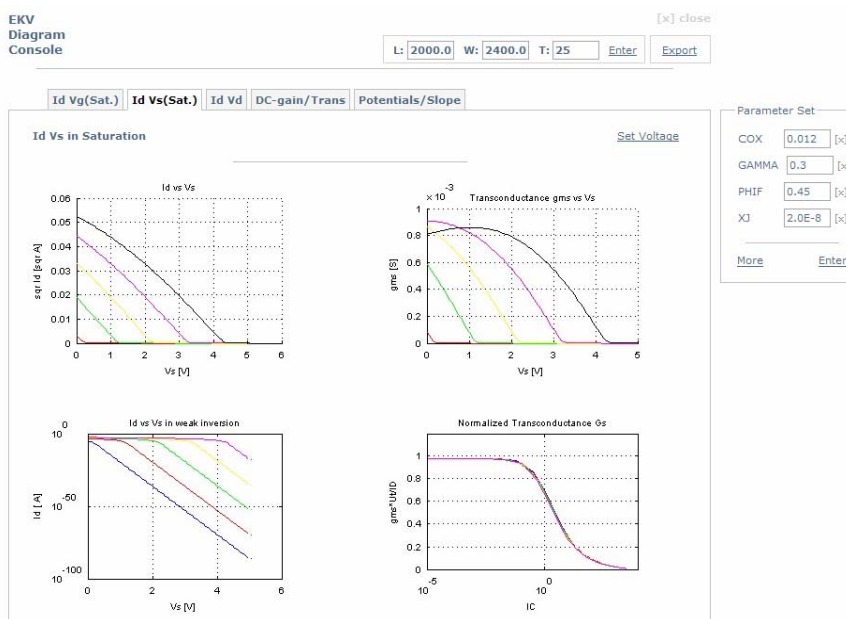 [x] close
EKV
Diagram
Console
L: 2000.0 W: 2400.0 T: 25 Enter Export
Id Vg(Sat.) Id Vs(Sat.) Id Vd DC-gain/Trans Potentials/Slope
Id Vs in Saturation
Set Voltage
Id vs Vs
0.06
0.05
0.04
0.03
0.02
0.01
0
0 1 2 3 4 5 6
sqr Id [sqr A]
Vs [V]
x 10 -3
Transconductance gms vs Vs
1
0.8
0.6
0.4
0.2
0
0 1 2 3 4 5
gms [S]
Vs [V]
Id vs Vs in weak inversion
10 0
10 -50
10 -100
0 2 4 6
Id [A]
Vs [V]
Normalized Transconductance Gs
1
0.8
0.6
0.4
0.2
0
10 -5
10 0
gms*Ut/ID
IC
Parameter Set
COX 0.012 [x]
GAMMA 0.3
PHIF 0.45 [x]
XJ 2.0E-8 [x]
More Enter